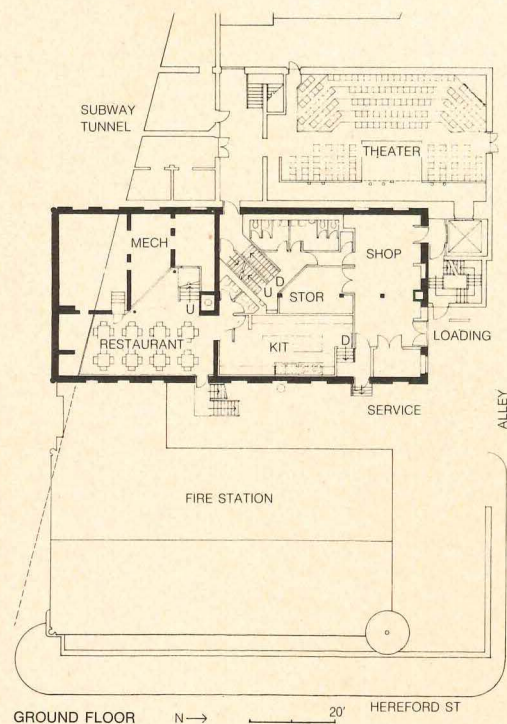 SUBWAY
TUNNEL
THEATER
MECH
SHOP
D
U
STOR
U
RESTAURANT
KIT
D
LOADING
SERVICE
ALLEY
FIRE STATION
HEREFORD ST
GROUND FLOOR N→ 20'